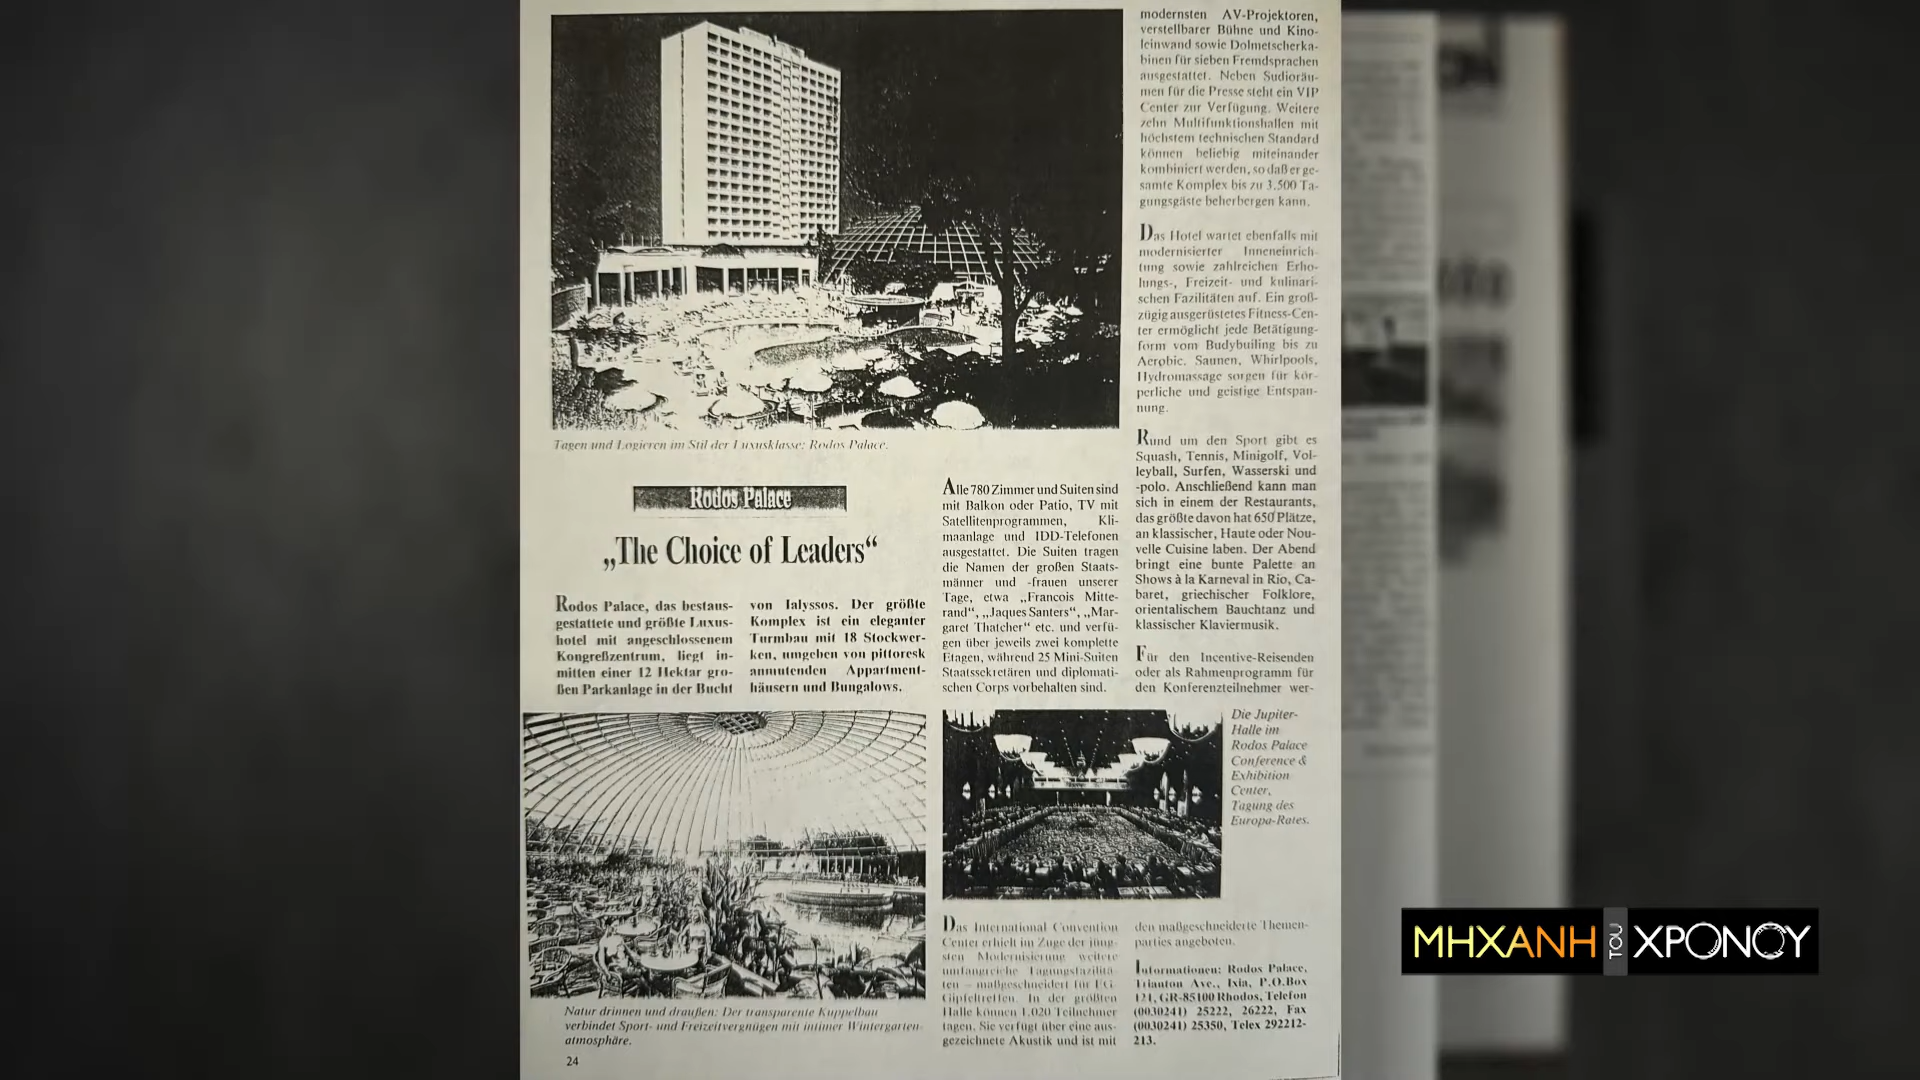 Tagen und Logieren im Stil der Luxusklasse: Rodos Palace.
Rodos Palace
„The Choice of Leaders“
Rodos Palace, das bestaus-
gestattete und größte Luxus-
hotel mit angeschlossenem
Kongreßzentrum, liegt in-
mitten einer 12 Hektar gro-
ßen Parkanlage in der Bucht
von Ialyssos. Der größte
Komplex ist ein eleganter
Turmbau mit 18 Stockwer-
ken, umgeben von pittoresk
anmutenden Appartment-
häusern und Bungalows.
Natur drinnen und draußen: Der transparente Kuppelbau
verbindet Sport- und Freizeitvergnügen mit intimer Wintergarten-
atmosphäre.
24
Alle 780 Zimmer und Suiten sind
mit Balkon oder Patio, TV mit
Satellitenprogrammen, Kli-
maanlage und IDD-Telefonen
ausgestattet. Die Suiten tragen
die Namen der großen Staats-
männer und -frauen unserer
Tage, etwa „Francois Mitte-
rand“, „Jaques Santers“, „Mar-
garet Thatcher“ etc. und verfü-
gen über jeweils zwei komplette
Etagen, während 25 Mini-Suiten
Staatssekretären und diplomati-
schen Corps vorbehalten sind.
Die Jupiter-
Halle im
Rodos Palace
Conference &
Exhibition
Center,
Tagung des
Europa-Rates.
Das International Convention
Center erhielt im Zuge der jüng-
sten Modernisierung weitere
umfangreiche Tagungsfazilitä-
ten – maßgeschneidert für EG-
Gipfeltreffen. In der größten
Halle können 1.020 Teilnehmer
tagen. Sie verfügt über eine aus-
gezeichnete Akustik und ist mit
modernsten AV-Projektoren,
verstellbarer Bühne und Kino-
leinwand sowie Dolmetscherka-
binen für sieben Fremdsprachen
ausgestattet. Neben Sudioräu-
men für die Presse steht ein VIP
Center zur Verfügung. Weitere
zehn Multifunktionshallen mit
höchstem technischen Standard
können beliebig miteinander
kombiniert werden, so daß er ge-
samte Komplex bis zu 3.500 Ta-
gungsgäste beherbergen kann.
Das Hotel wartet ebenfalls mit
modernisierter Inneneinrich-
tung sowie zahlreichen Erho-
lungs-, Freizeit- und kulinari-
schen Fazilitäten auf. Ein groß-
zügig ausgerüstetes Fitness-Cen-
ter ermöglicht jede Betätigung-
form vom Budybuiling bis zu
Aerobic. Saunen, Whirlpools,
Hydromassage sorgen für kör-
perliche und geistige Entspan-
nung.
Rund um den Sport gibt es
Squash, Tennis, Minigolf, Vol-
leyball, Surfen, Wasserski und
-polo. Anschließend kann man
sich in einem der Restaurants,
das größte davon hat 650 Plätze,
an klassischer, Haute oder Nou-
velle Cuisine laben. Der Abend
bringt eine bunte Palette an
Shows à la Karneval in Rio, Ca-
baret, griechischer Folklore,
orientalischem Bauchtanz und
klassischer Klaviermusik.
Für den Incentive-Reisenden
oder als Rahmenprogramm für
den Konferenzteilnehmer wer-
den maßgeschneiderte Themen-
parties angeboten.
Informationen: Rodos Palace,
Trianton Ave., Ixia, P.O.Box
121, GR-85100 Rhodos, Telefon
(0030241) 25222, 26222, Fax
(0030241) 25350, Telex 292212-
213.
ΜΗΧΑΝΗ ΤΟΥ ΧΡΟΝΟΥ